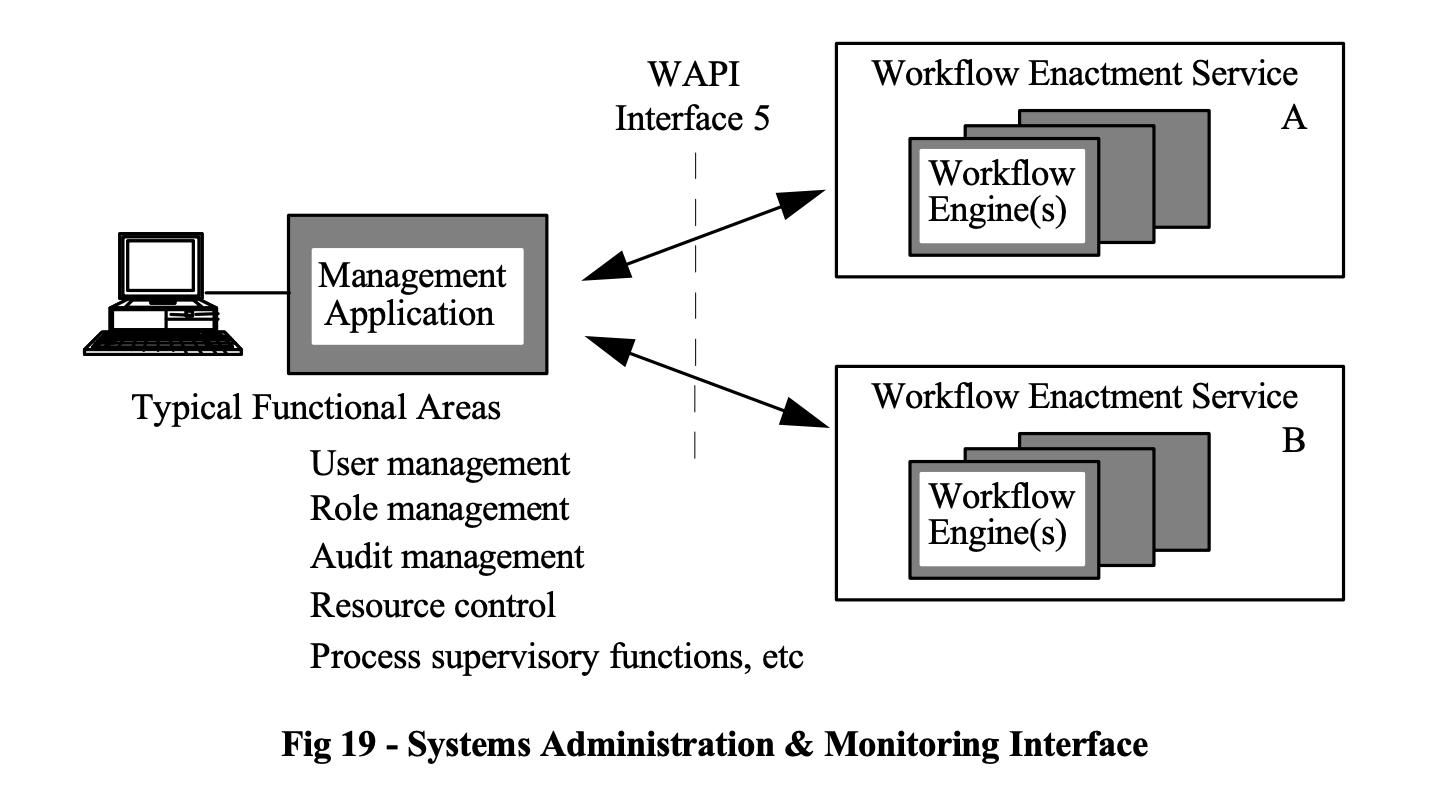 WAPI
Interface 5
Workflow Enactment Service
A
Workflow
Engine(s)
Management
Application
Typical Functional Areas
User management
Role management
Audit management
Resource control
Process supervisory functions, etc
Workflow Enactment Service
B
Workflow
Engine(s)
Fig 19 - Systems Administration & Monitoring Interface